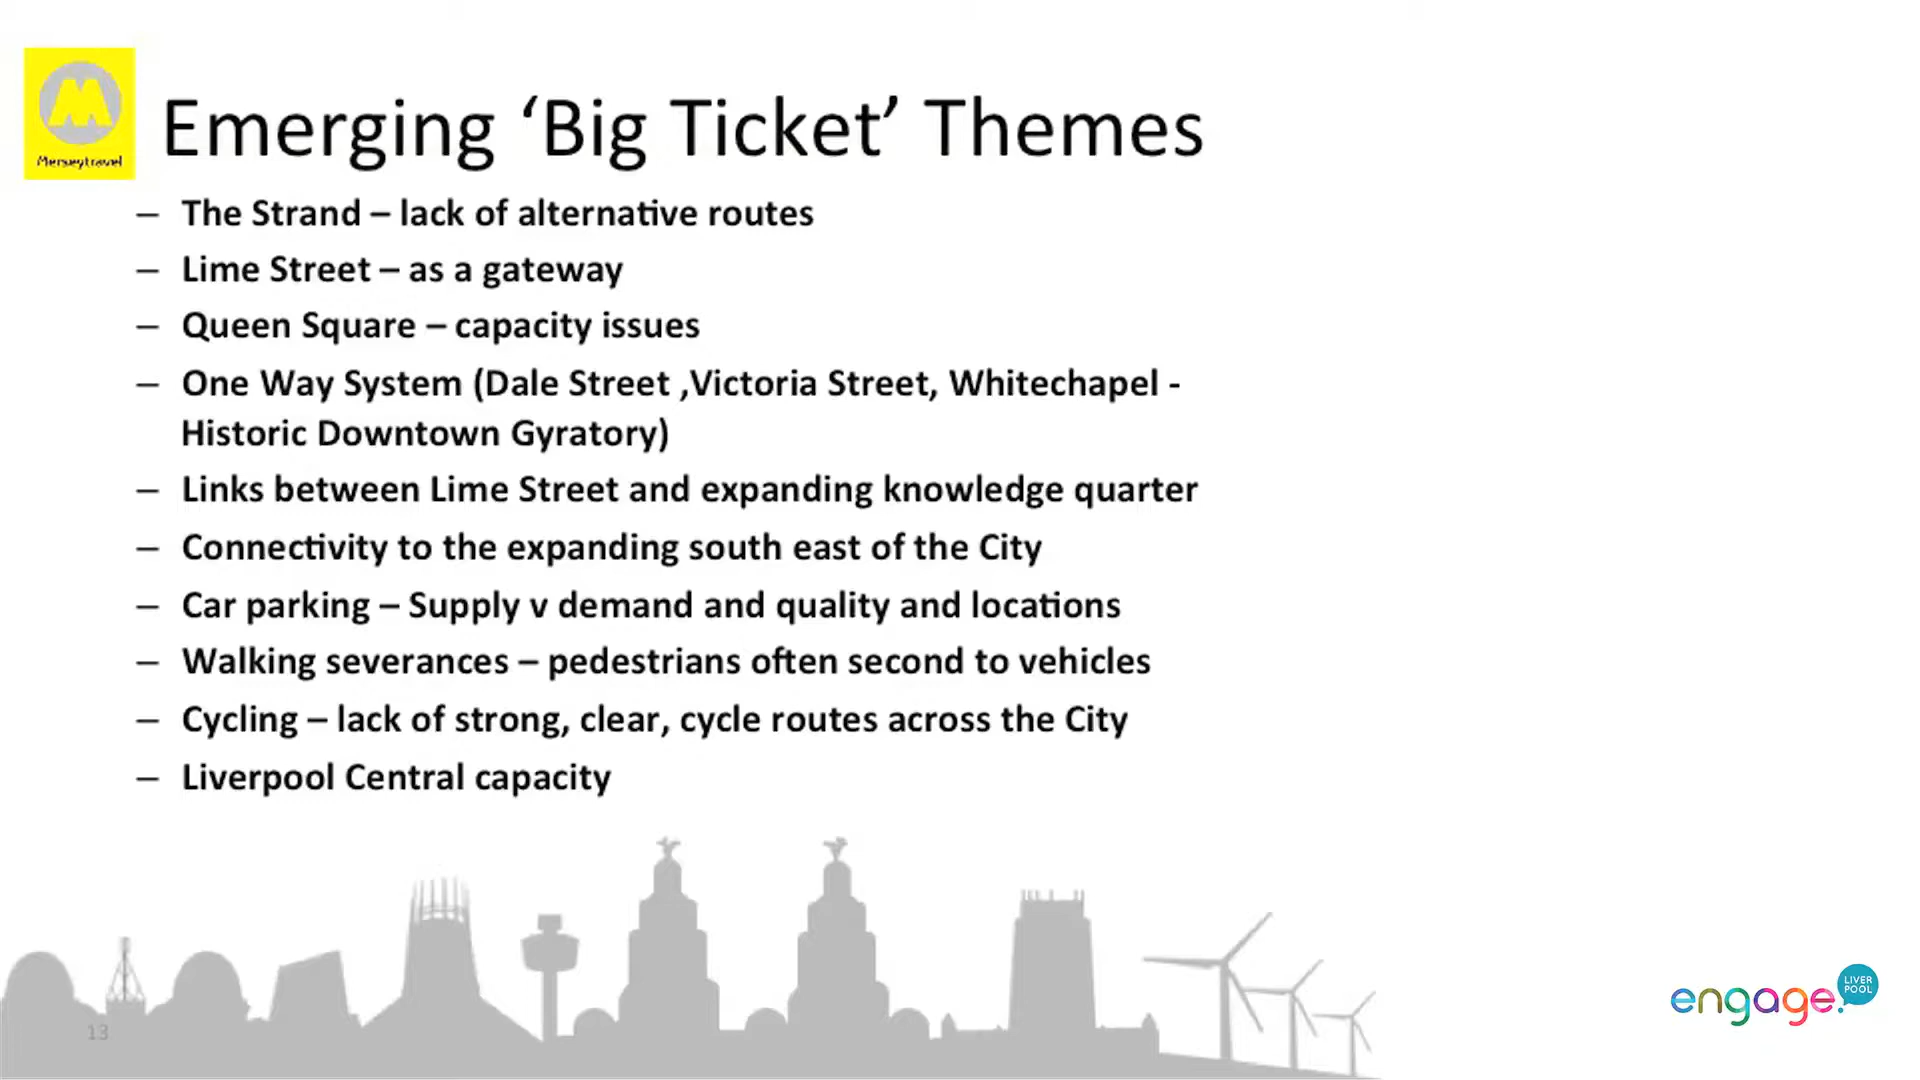 Merseytravel
Emerging ‘Big Ticket’ Themes
– The Strand – lack of alternative routes
– Lime Street – as a gateway
– Queen Square – capacity issues
– One Way System (Dale Street ,Victoria Street, Whitechapel -
Historic Downtown Gyratory)
– Links between Lime Street and expanding knowledge quarter
– Connectivity to the expanding south east of the City
– Car parking – Supply v demand and quality and locations
– Walking severances – pedestrians often second to vehicles
– Cycling – lack of strong, clear, cycle routes across the City
– Liverpool Central capacity
13
engage.
LIVER
POOL